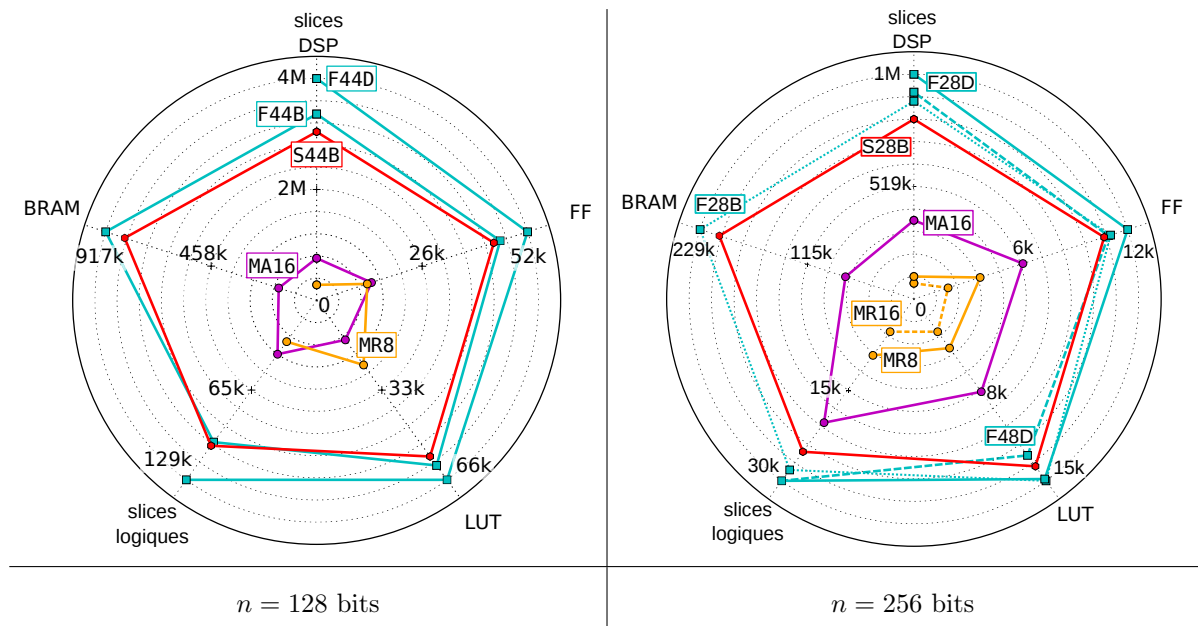 slices
DSP
4M
F44D
F44B
S44B
2M
BRAM
FF
917k
458k
26k
52k
MA16
0
MR8
65k
33k
129k
66k
slices
logiques
LUT
n = 128 bits
slices
DSP
1M
F28D
S28B
519k
BRAM
F28B
FF
MA16
229k
115k
6k
12k
0
MR16
MR8
15k
8k
F48D
30k
15k
slices
logiques
LUT
n = 256 bits